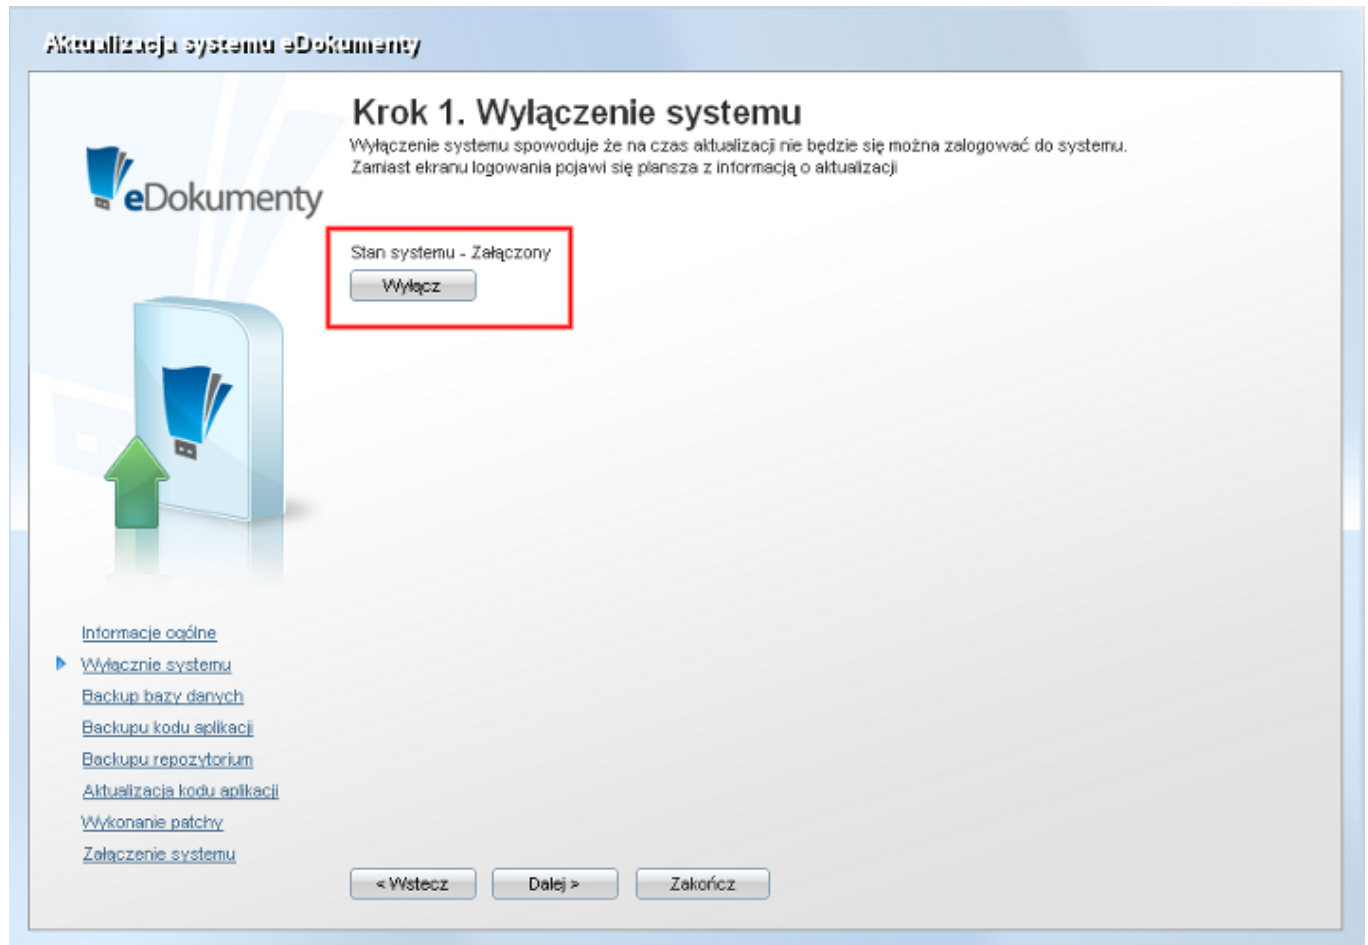 Aktualizacja systemu eDokumenty
eDokumenty
Krok 1. Wyłączenie systemu
Wyłączenie systemu spowoduje że na czas aktualizacji nie będzie się można zalogować do systemu.
Zamiast ekranu logowania pojawi się plansza z informacją o aktualizacji
Stan systemu - Załączony
Wyłącz
Informacje ogólne
Wyłącznie systemu
Backup bazy danych
Backupu kodu aplikacji
Backupu repozytorium
Aktualizacja kodu aplikacji
Wykonanie patchy
Załączenie systemu
< Wstecz Dalej > Zakończ